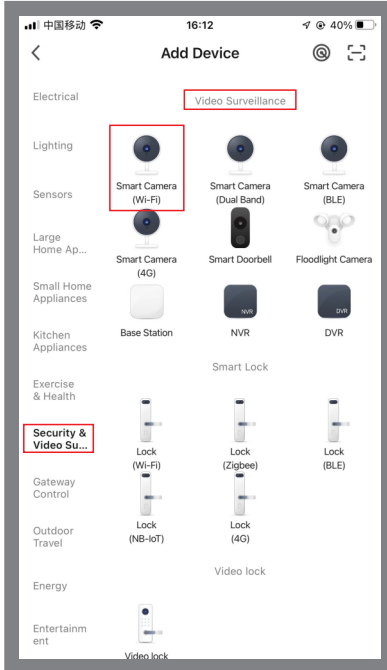 中国移动 16:12 40%
Add Device
Electrical
Lighting
Sensors
Large
Home Ap...
Small Home
Appliances
Kitchen
Appliances
Exercise
& Health
Security &
Video Su...
Gateway
Control
Outdoor
Travel
Energy
Entertainm
ent
Video Surveillance
Smart Camera
(Wi-Fi)
Smart Camera
(Dual Band)
Smart Camera
(BLE)
Smart Camera
(4G)
Smart Doorbell
Floodlight Camera
Base Station
NVR
NVR
DVR
DVR
Smart Lock
Lock
(Wi-Fi)
Lock
(Zigbee)
Lock
(BLE)
Lock
(NB-IoT)
Lock
(4G)
Video lock
Video lock